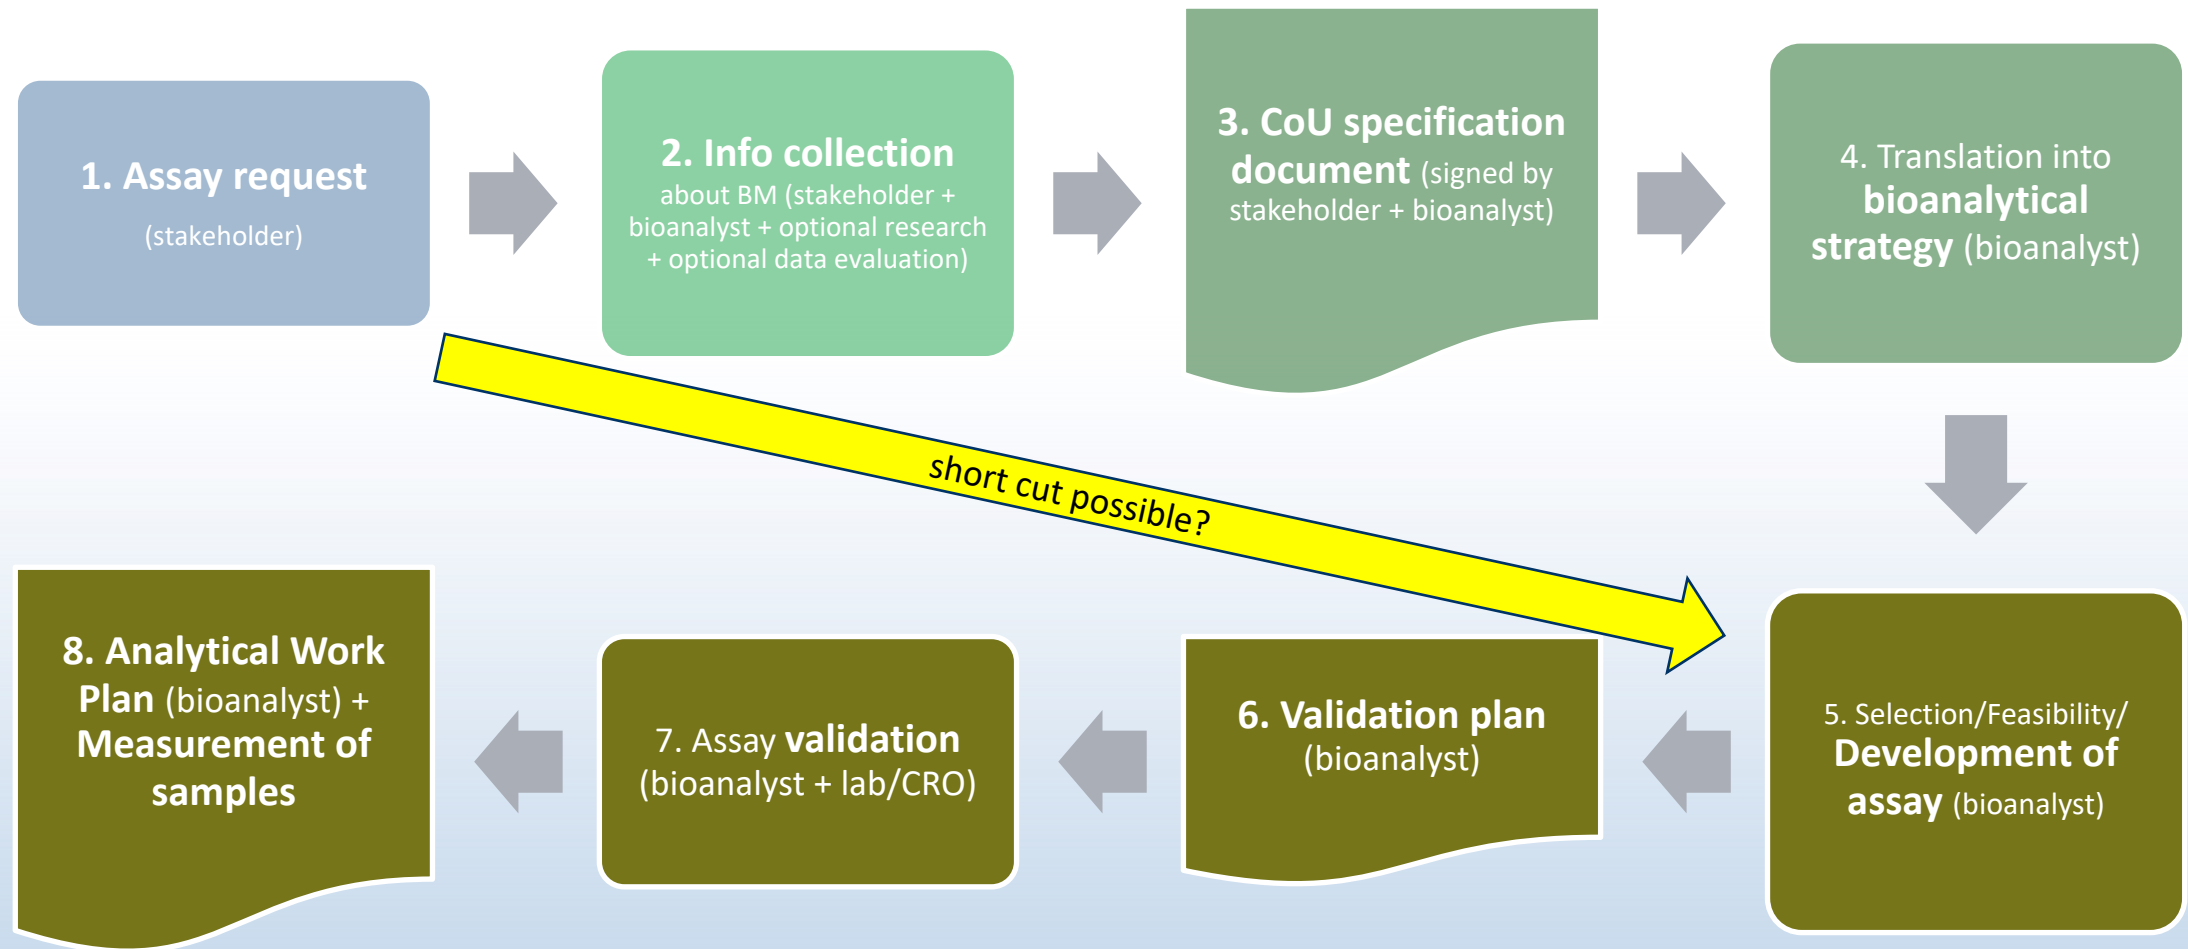 1. Assay request
(stakeholder)
2. Info collection
about BM (stakeholder +
bioanalyst + optional research
+ optional data evaluation)
3. CoU specification
document (signed by
stakeholder + bioanalyst)
4. Translation into
bioanalytical
strategy (bioanalyst)
short cut possible?
5. Selection/Feasibility/
Development of
assay (bioanalyst)
6. Validation plan
(bioanalyst)
7. Assay validation
(bioanalyst + lab/CRO)
8. Analytical Work
Plan (bioanalyst) +
Measurement of
samples